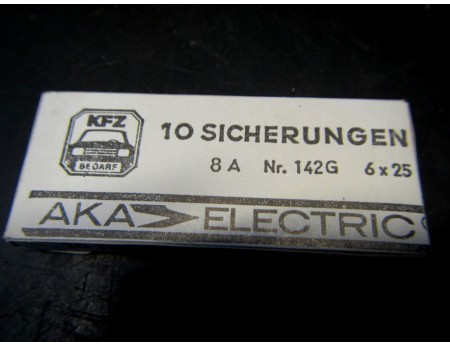 KFZ
BEDARF
10 SICHERUNGEN
8 A Nr. 142G 6 x 25
AKA ELECTRIC